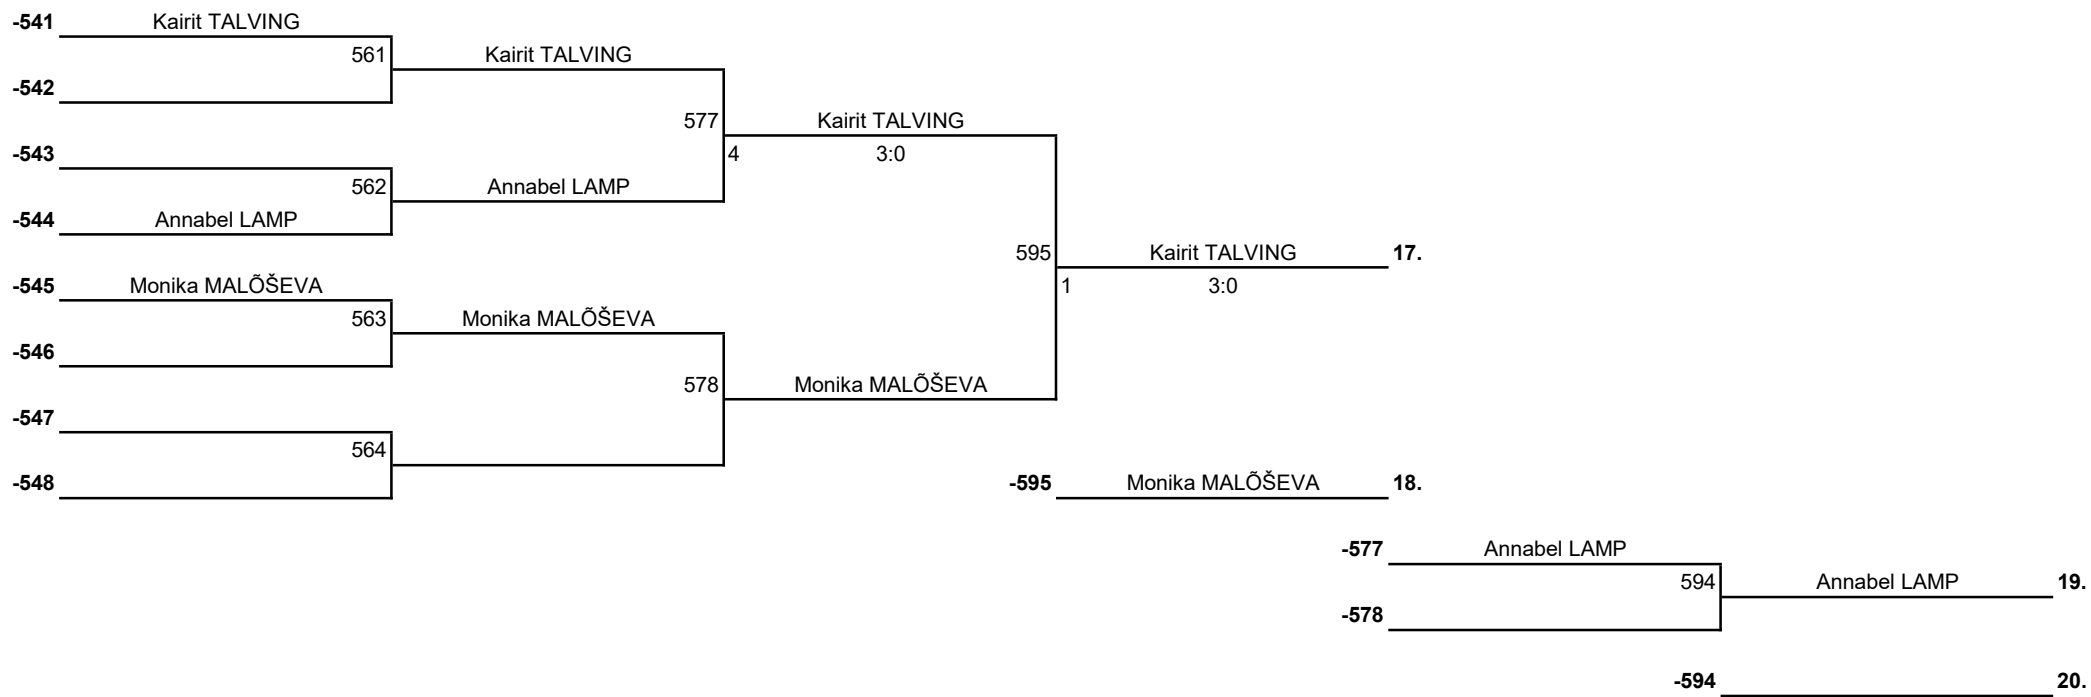 -541 Kairit TALVING
561 Kairit TALVING
-542
577 Kairit TALVING
-543
4 3:0
562 Annabel LAMP
-544 Annabel LAMP
595 Kairit TALVING 17.
-545 Monika MALÕŠEVA
1 3:0
563 Monika MALÕŠEVA
-546
578 Monika MALÕŠEVA
-547
564
-548
-595 Monika MALÕŠEVA 18.
-577 Annabel LAMP
594 Annabel LAMP 19.
-578
-594 20.